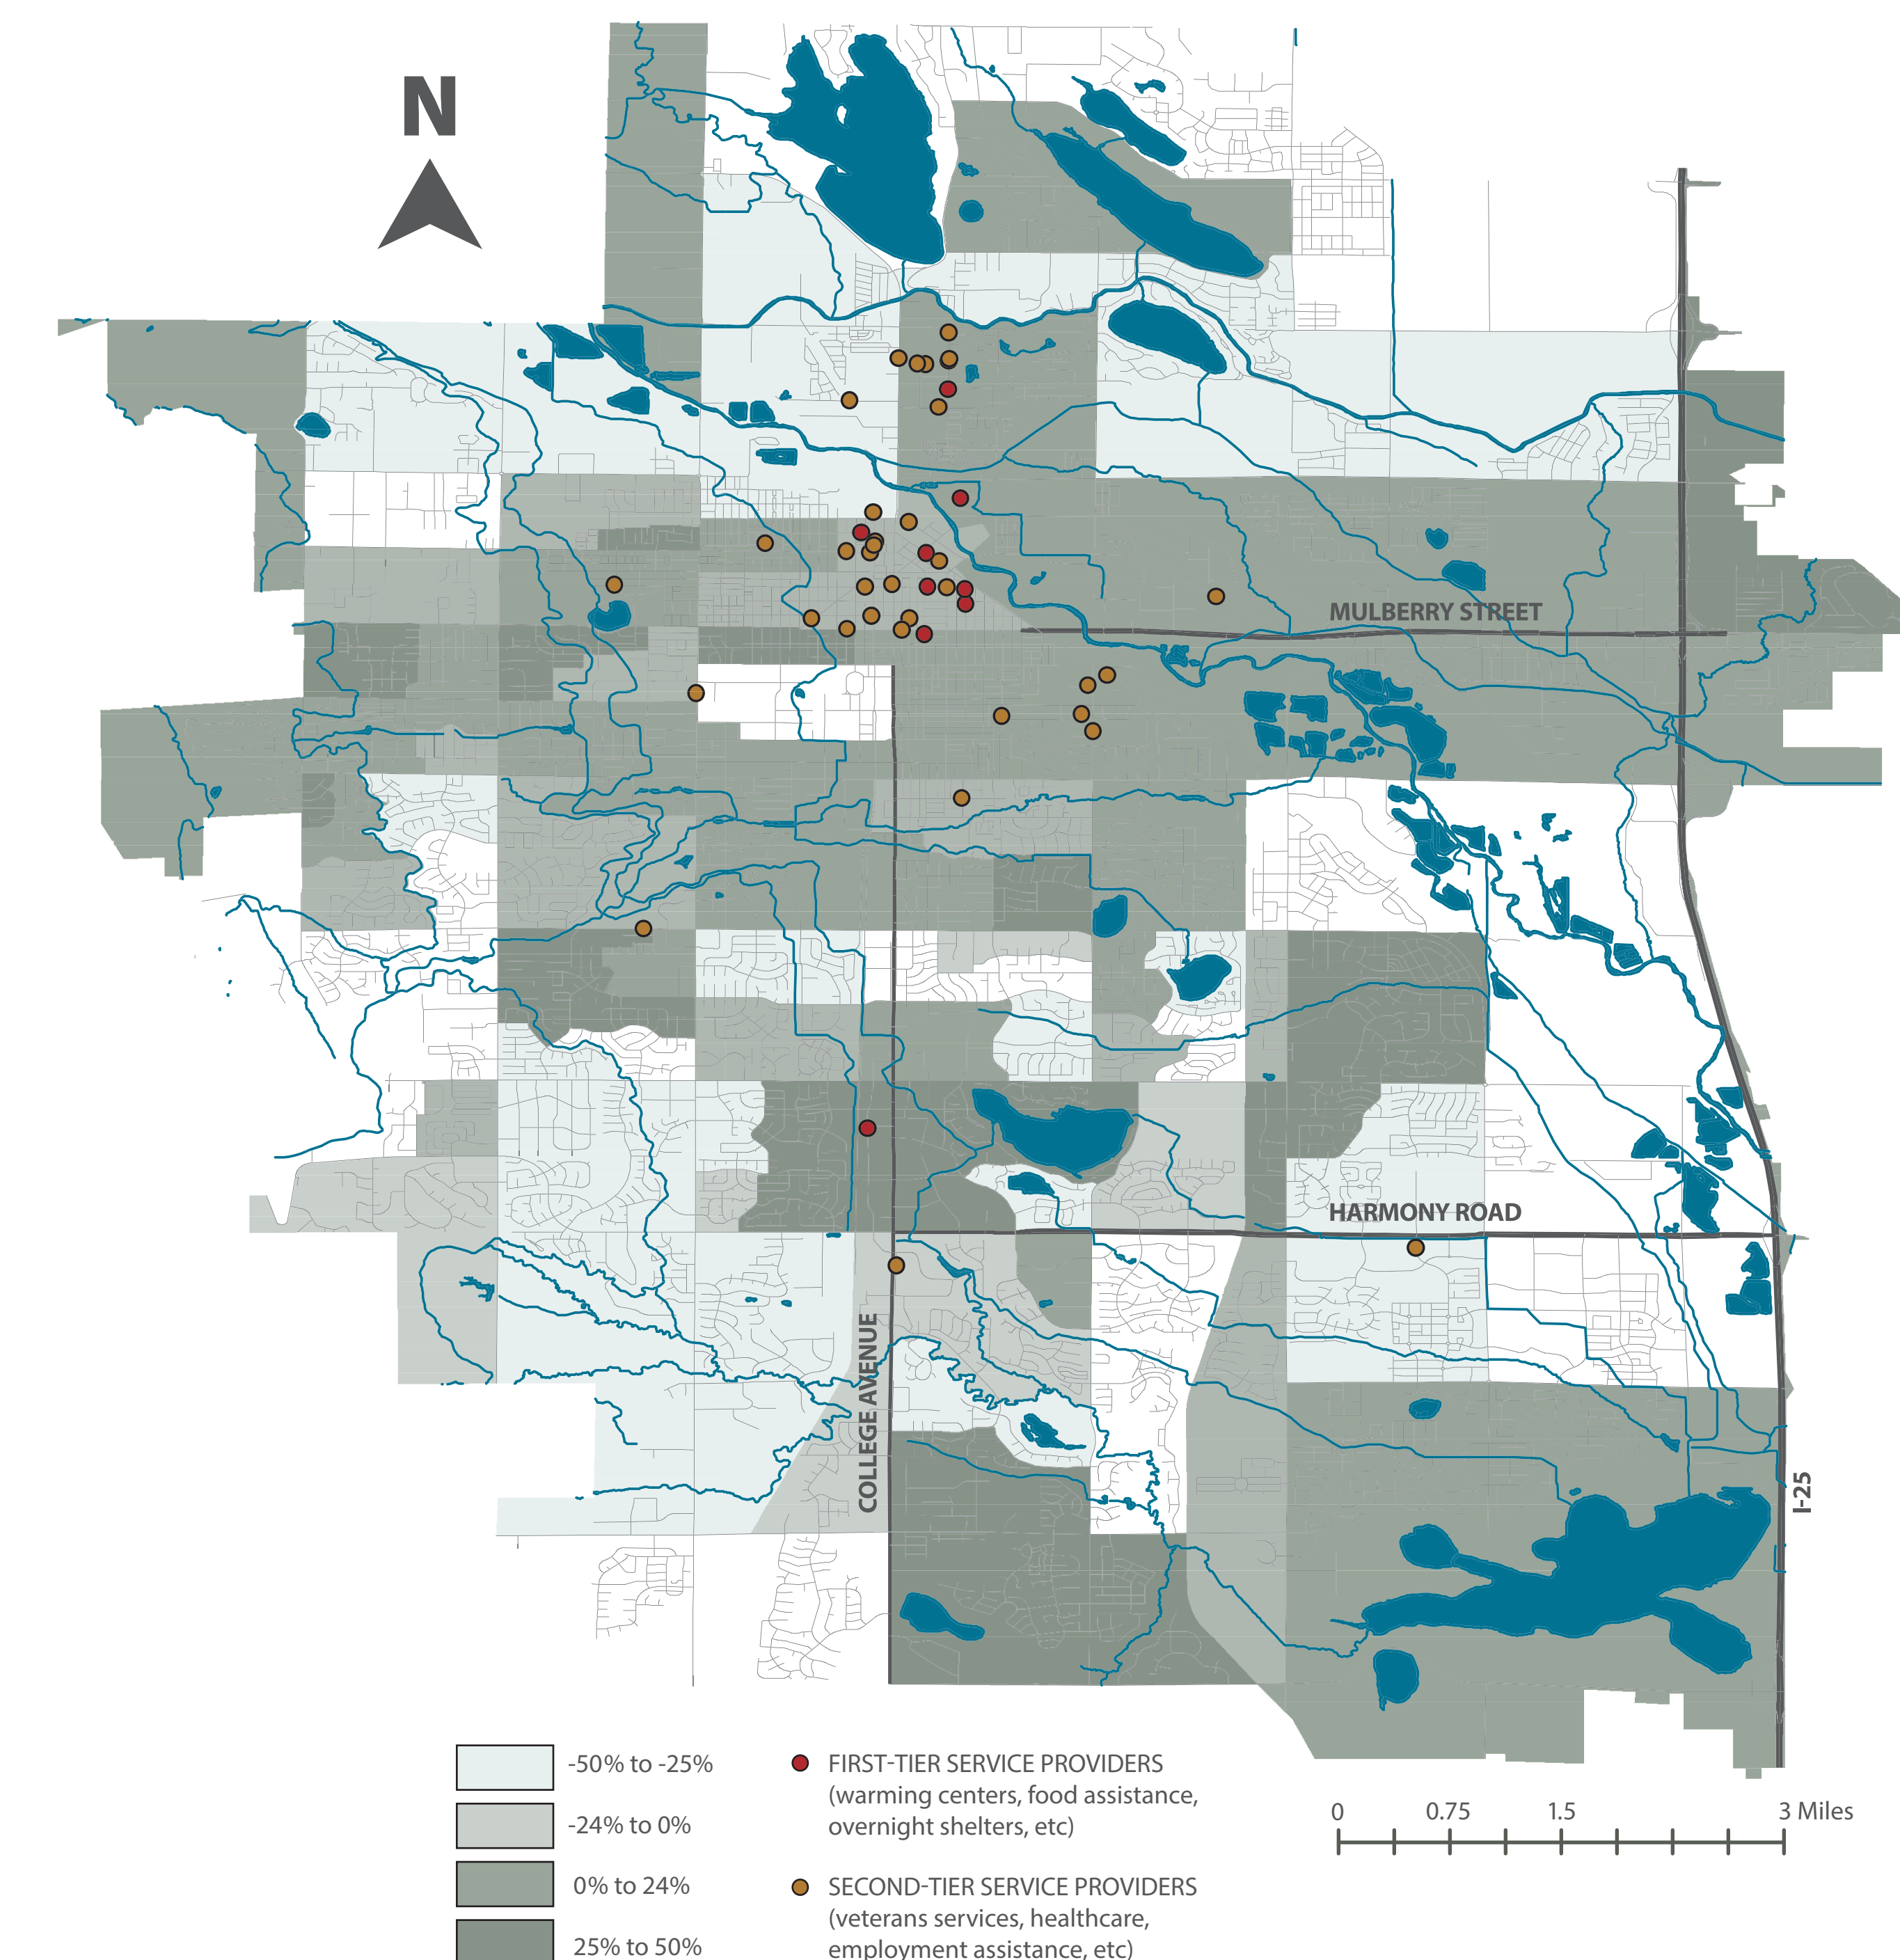 N
MULBERRY STREET
HARMONY ROAD
COLLEGE AVENUE
I-25
-50% to -25%
-24% to 0%
0% to 24%
25% to 50%
FIRST-TIER SERVICE PROVIDERS
(warming centers, food assistance,
overnight shelters, etc)
SECOND-TIER SERVICE PROVIDERS
(veterans services, healthcare,
employment assistance, etc)
0 0.75 1.5 3 Miles